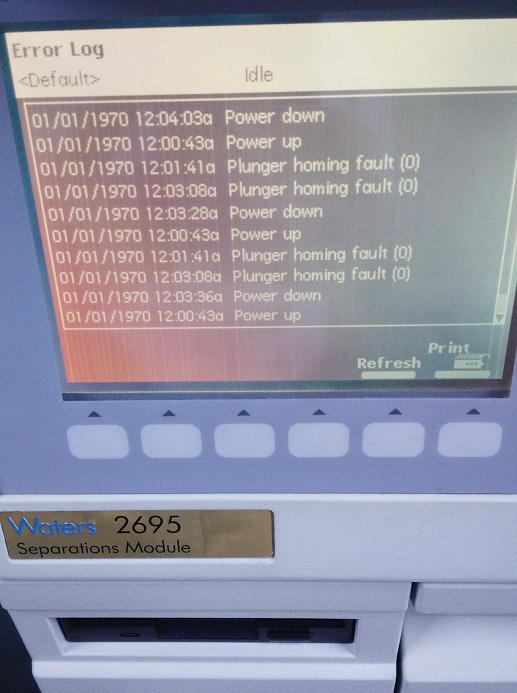 Error Log
<Default> Idle
01/01/1970 12:04:03a Power down
01/01/1970 12:00:43a Power up
01/01/1970 12:01:41a Plunger homing fault (0)
01/01/1970 12:03:08a Plunger homing fault (0)
01/01/1970 12:03:28a Power down
01/01/1970 12:00:43a Power up
01/01/1970 12:01:41a Plunger homing fault (0)
01/01/1970 12:03:08a Plunger homing fault (0)
01/01/1970 12:03:36a Power down
01/01/1970 12:00:43a Power up
Refresh Print
Waters 2695
Separations Module